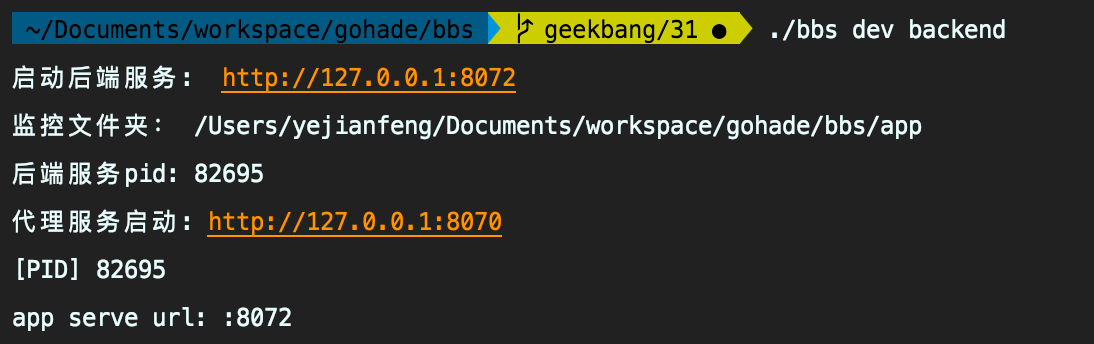 ~/Documents/workspace/gohade/bbs geekbang/31 ● ./bbs dev backend
启动后端服务： http://127.0.0.1:8072
监控文件夹： /Users/yejianfeng/Documents/workspace/gohade/bbs/app
后端服务pid: 82695
代理服务启动: http://127.0.0.1:8070
[PID] 82695
app serve url: :8072